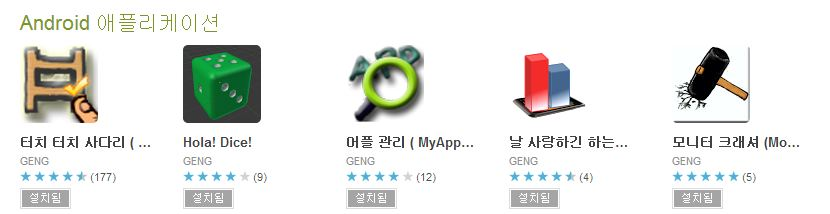 Android 애플리케이션
APP
터치 터치 사다리 ( ...
GENG
(177)
설치됨
Hola! Dice!
GENG
(9)
설치됨
어플 관리 ( MyApp...
GENG
(12)
설치됨
날 사랑하긴 하는...
GENG
(4)
설치됨
모니터 크래셔 (Mo...
GENG
(5)
설치됨